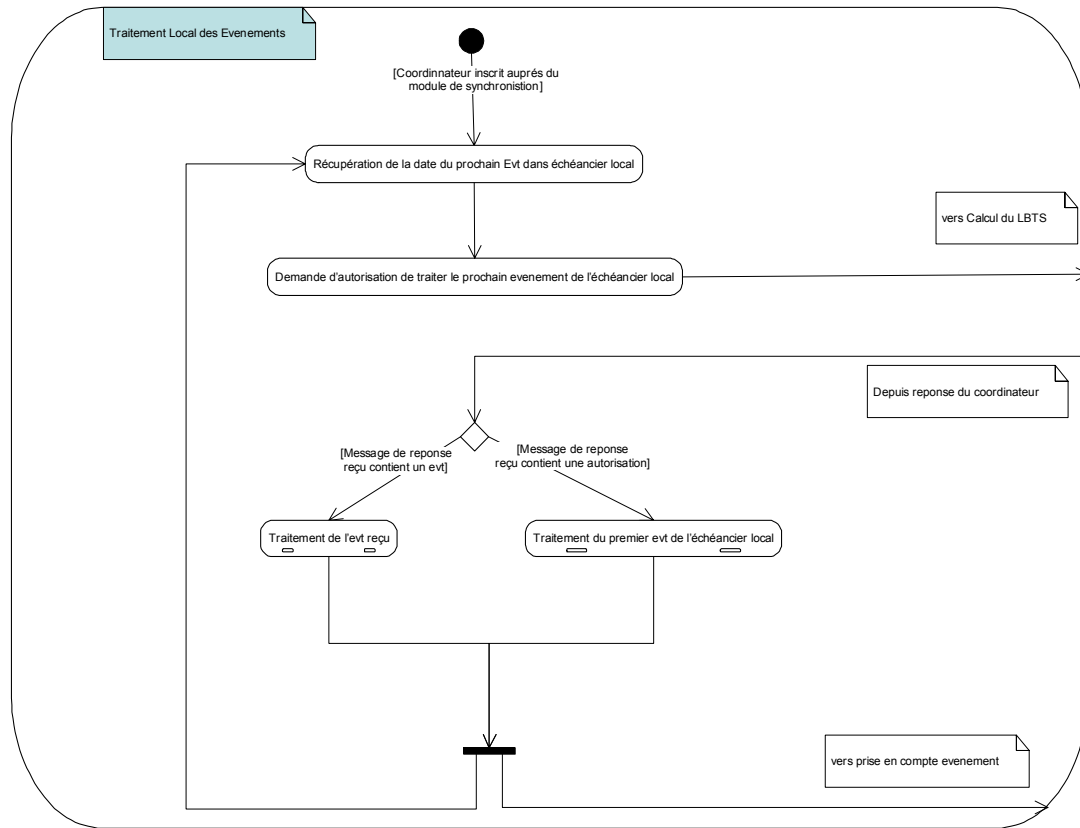 Traitement Local des Evenements
[Coordinnateur inscrit auprés du
module de synchronistion]
Récupération de la date du prochain Evt dans échéancier local
vers Calcul du LBTS
Demande d'autorisation de traiter le prochain evenement de l'échéancier local
Depuis reponse du coordinateur
[Message de reponse
reçu contient un evt]
[Message de reponse
reçu contient une autorisation]
Traitement de l'evt reçu
Traitement du premier evt de l'échéancier local
vers prise en compte evenement